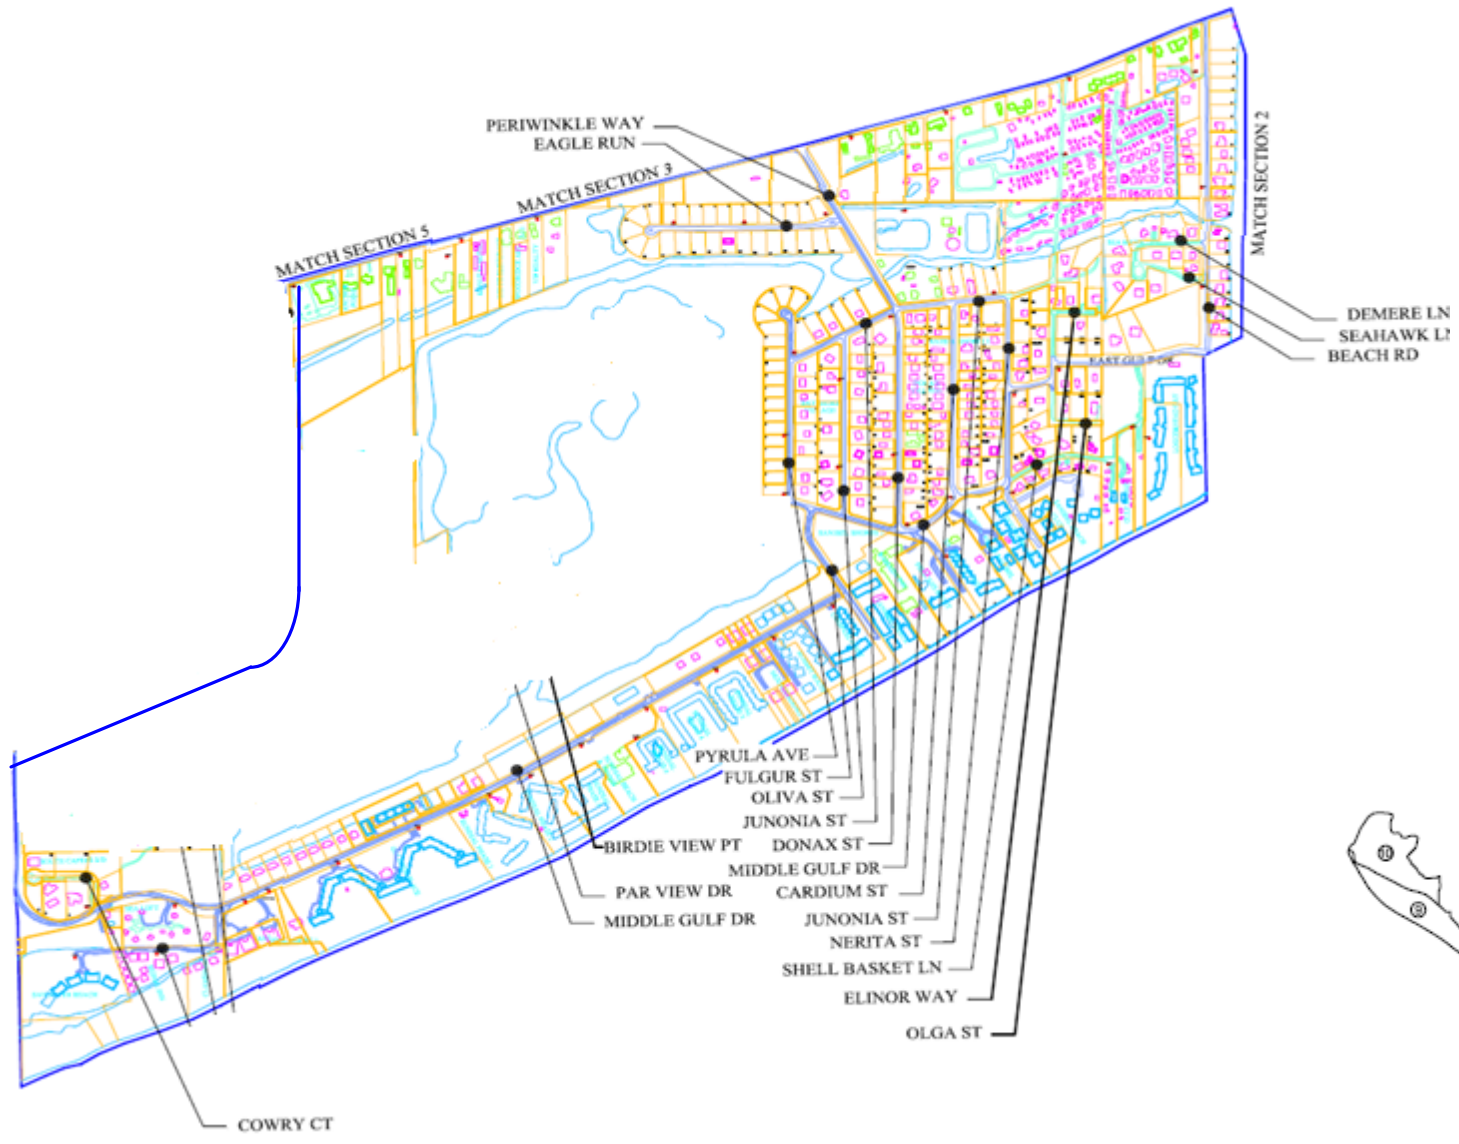 PERIWINKLE WAY
EAGLE RUN
MATCH SECTION 3
MATCH SECTION 5
MATCH SECTION 2
DEMERE LN
SEAHAWK LN
BEACH RD
EAST GULF DR
PYRULA AVE
FULGUR ST
OLIVA ST
JUNONIA ST
BIRDIE VIEW PT
DONAX ST
MIDDLE GULF DR
PAR VIEW DR
CARDIUM ST
MIDDLE GULF DR
JUNONIA ST
NERITA ST
SHELL BASKET LN
ELINOR WAY
OLGA ST
COWRY CT
10
9